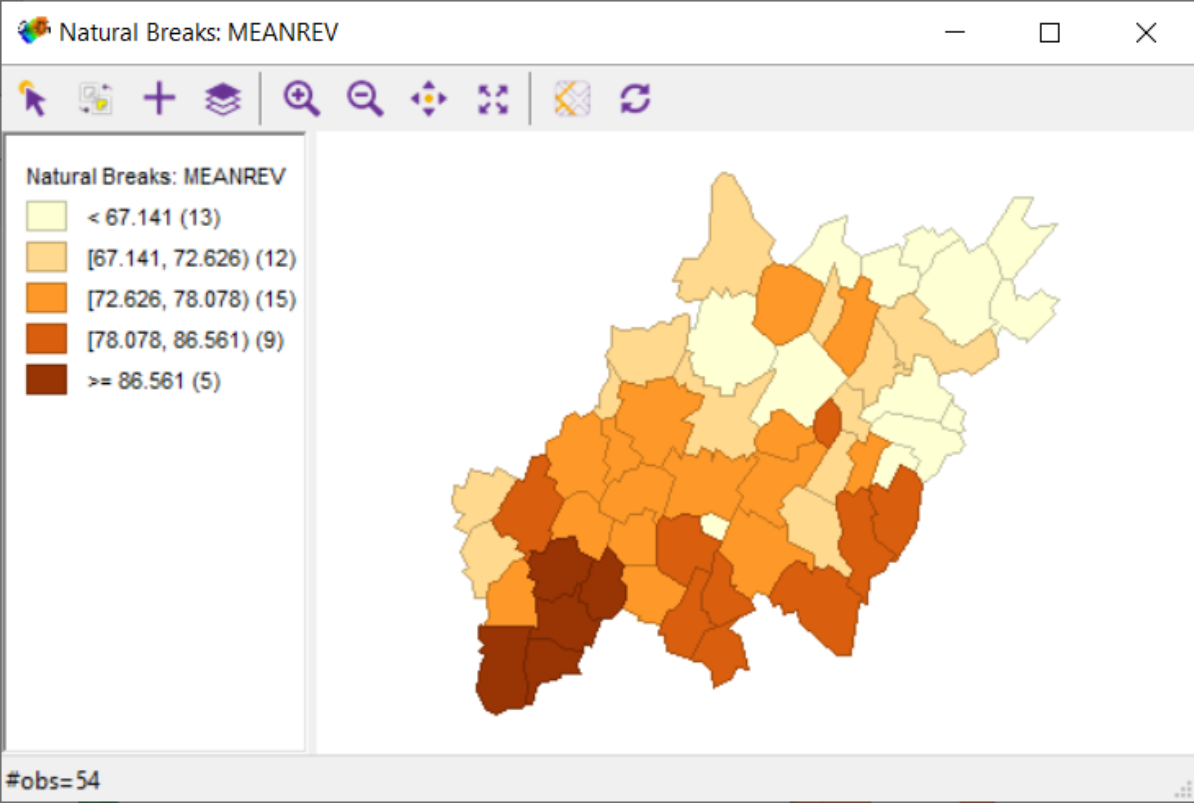 Natural Breaks: MEANREV
Natural Breaks: MEANREV
< 67.141 (13)
[67.141, 72.626) (12)
[72.626, 78.078) (15)
[78.078, 86.561) (9)
>= 86.561 (5)
#obs=54